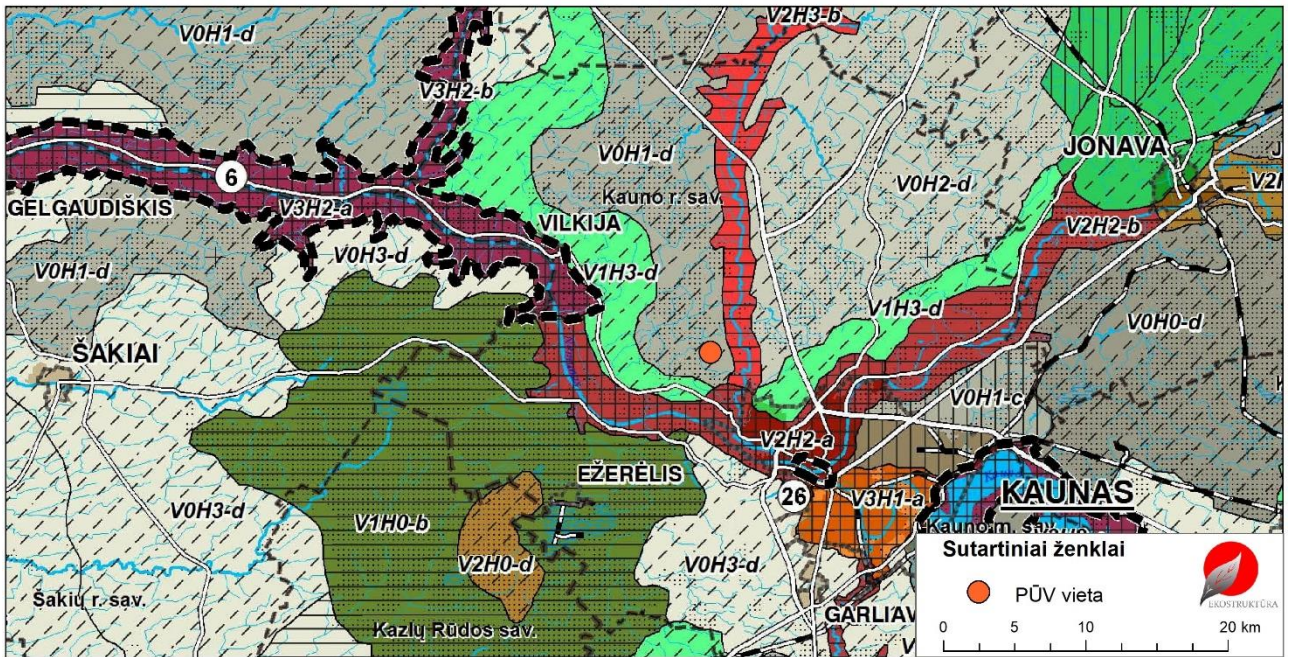 V0H1-d
V2H3-b
V3H2-b
JONAVA
V0H1-d
Kauno r. sav.
V0H2-d
6
GELGAUDIŠKIS
V3H2-a
VILKIJA
V2H2-b
V0H3-d
V0H1-d
V1H3-d
V1H3-d
V0H0-d
ŠAKIAI
V0H1-c
V2H2-a
EŽERĖLIS
26
V3H1-a
KAUNAS
V0H3-d
V1H0-b
Kauno m. sav.
V2H0-d
V0H3-d
Šakių r. sav.
Kazlų Rūdos sav.
GARLIAV
Sutartiniai ženklai
PŪV vieta
EKOSTRUKTŪRA
0 5 10 20 km